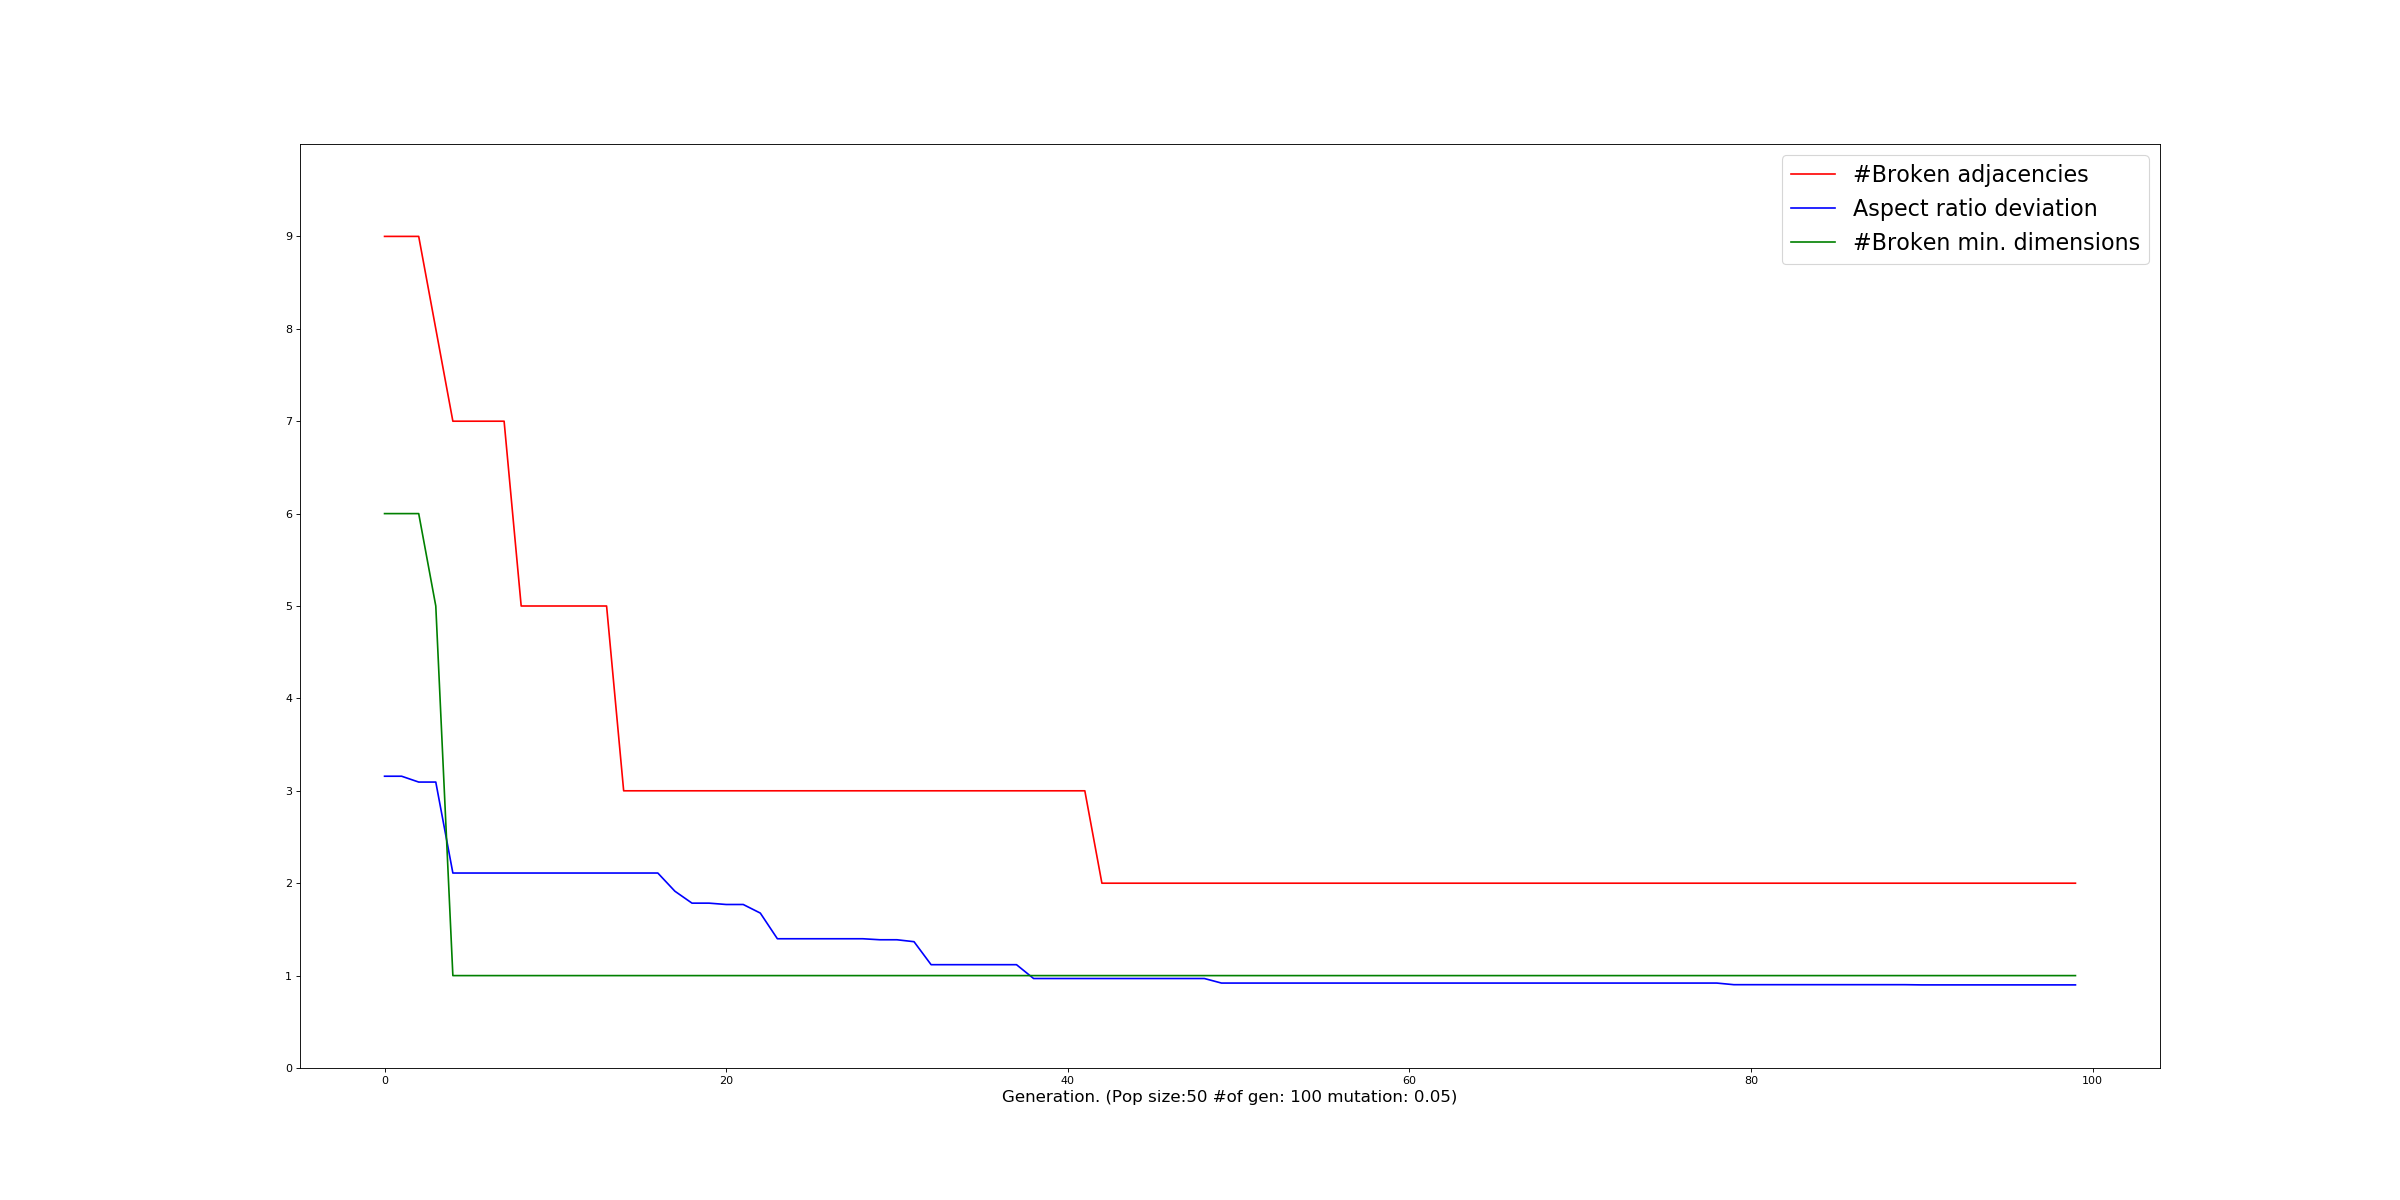 #Broken adjacencies
Aspect ratio deviation
#Broken min. dimensions
9
8
7
6
5
4
3
2
1
0
0 20 40 60 80 100
Generation. (Pop size:50 #of gen: 100 mutation: 0.05)